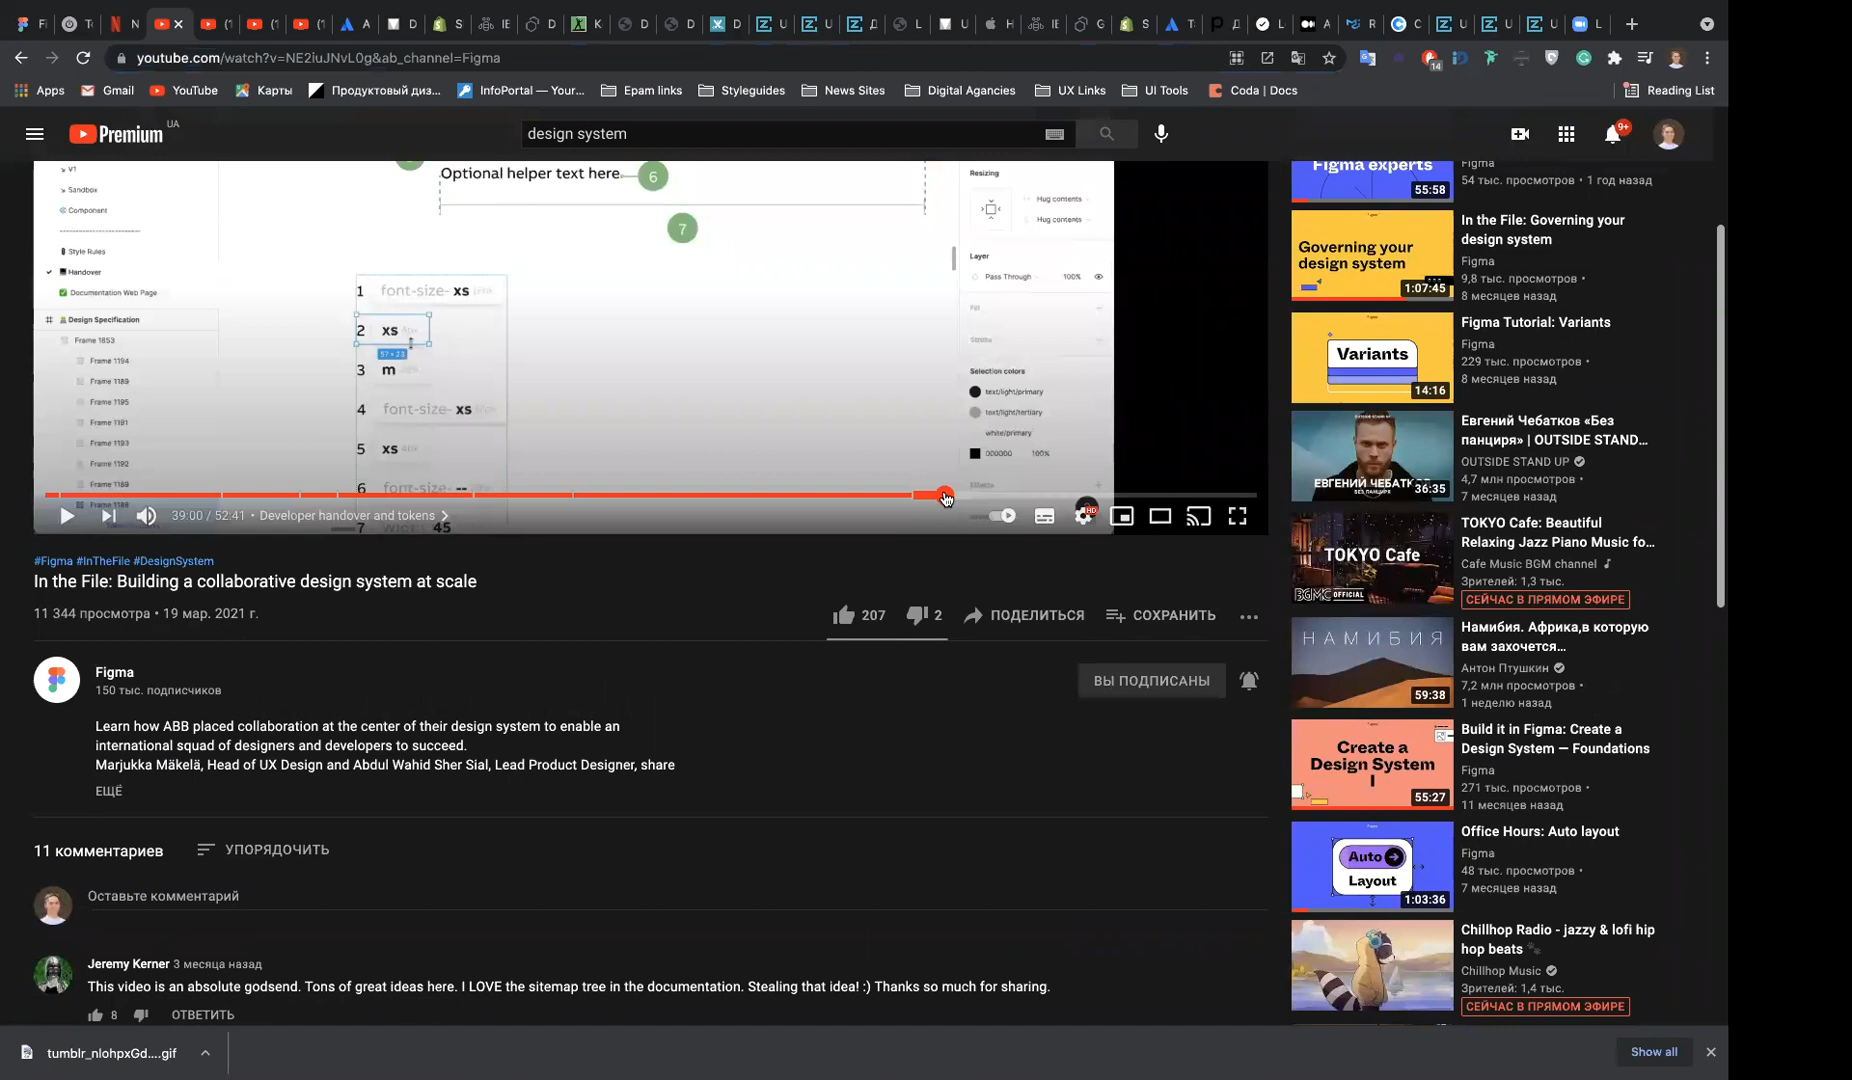 youtube.com/watch?v=NE2iuJNvL0g&ab_channel=Figma
14
Apps
Gmail
YouTube
Карты
Продуктовый диз...
InfoPortal — Your...
Epam links
Styleguides
News Sites
Digital Agencies
UX Links
UI Tools
Coda | Docs
Reading List
Premium
UA
design system
9+
V1
Sandbox
Component
Style Rules
Handover
Documentation Web Page
Design Specification
Frame 1853
Frame 1194
Frame 1189
Frame 1195
Frame 1191
Frame 1193
Frame 1192
Frame 1189
Frame 1188
Optional helper text here.
6
7
1 font-size- xs
2 xs
57 × 23
3 m
4 font-size- xs
5 xs
6 font-size- --
7 45
Resizing
Hug contents
Hug contents
Layer
Pass Through 100%
Fill
Stroke
Selection colors
text/light/primary
text/light/tertiary
white/primary
000000 100%
Effects
39:00 / 52:41 • Developer handover and tokens
HD
#Figma #InTheFile #DesignSystem
In the File: Building a collaborative design system at scale
11 344 просмотра • 19 мар. 2021 г.
207
2
ПОДЕЛИТЬСЯ
СОХРАНИТЬ
Figma
150 тыс. подписчиков
ВЫ ПОДПИСАНЫ
Learn how ABB placed collaboration at the center of their design system to enable an
international squad of designers and developers to succeed.
Marjukka Mäkelä, Head of UX Design and Abdul Wahid Sher Sial, Lead Product Designer, share
ЕЩЁ
11 комментариев
УПОРЯДОЧИТЬ
Оставьте комментарий
Jeremy Kerner 3 месяца назад
This video is an absolute godsend. Tons of great ideas here. I LOVE the sitemap tree in the documentation. Stealing that idea! :) Thanks so much for sharing.
8
ОТВЕТИТЬ
Figma experts
55:58
Figma
54 тыс. просмотров • 1 год назад
Governing your
design system
1:07:45
In the File: Governing your
design system
Figma
9,8 тыс. просмотров •
8 месяцев назад
Variants
14:16
Figma Tutorial: Variants
Figma
229 тыс. просмотров •
8 месяцев назад
ЕВГЕНИЙ ЧЕБАТКОВ
36:35
Евгений Чебатков «Без
панциря» | OUTSIDE STAND...
OUTSIDE STAND UP
4,4 млн просмотров •
7 месяцев назад
TOKYO Cafe
BGMC OFFICIAL
TOKYO Cafe: Beautiful
Relaxing Jazz Piano Music fo...
Cafe Music BGM channel
Зрителей: 1,3 тыс.
СЕЙЧАС В ПРЯМОМ ЭФИРЕ
НАМИБИЯ
59:38
Намибия. Африка,в которую
вам захочется...
Антон Птушкин
7,2 млн просмотров •
1 неделю назад
Create a
Design System
I
55:27
Build it in Figma: Create a
Design System — Foundations
Figma
271 тыс. просмотров •
11 месяцев назад
Auto
Layout
1:03:36
Office Hours: Auto layout
Figma
48 тыс. просмотров •
7 месяцев назад
Chillhop Radio - jazzy & lofi hip
hop beats
Chillhop Music
Зрителей: 1,4 тыс.
СЕЙЧАС В ПРЯМОМ ЭФИРЕ
tumblr_nlohpxGd....gif
Show all